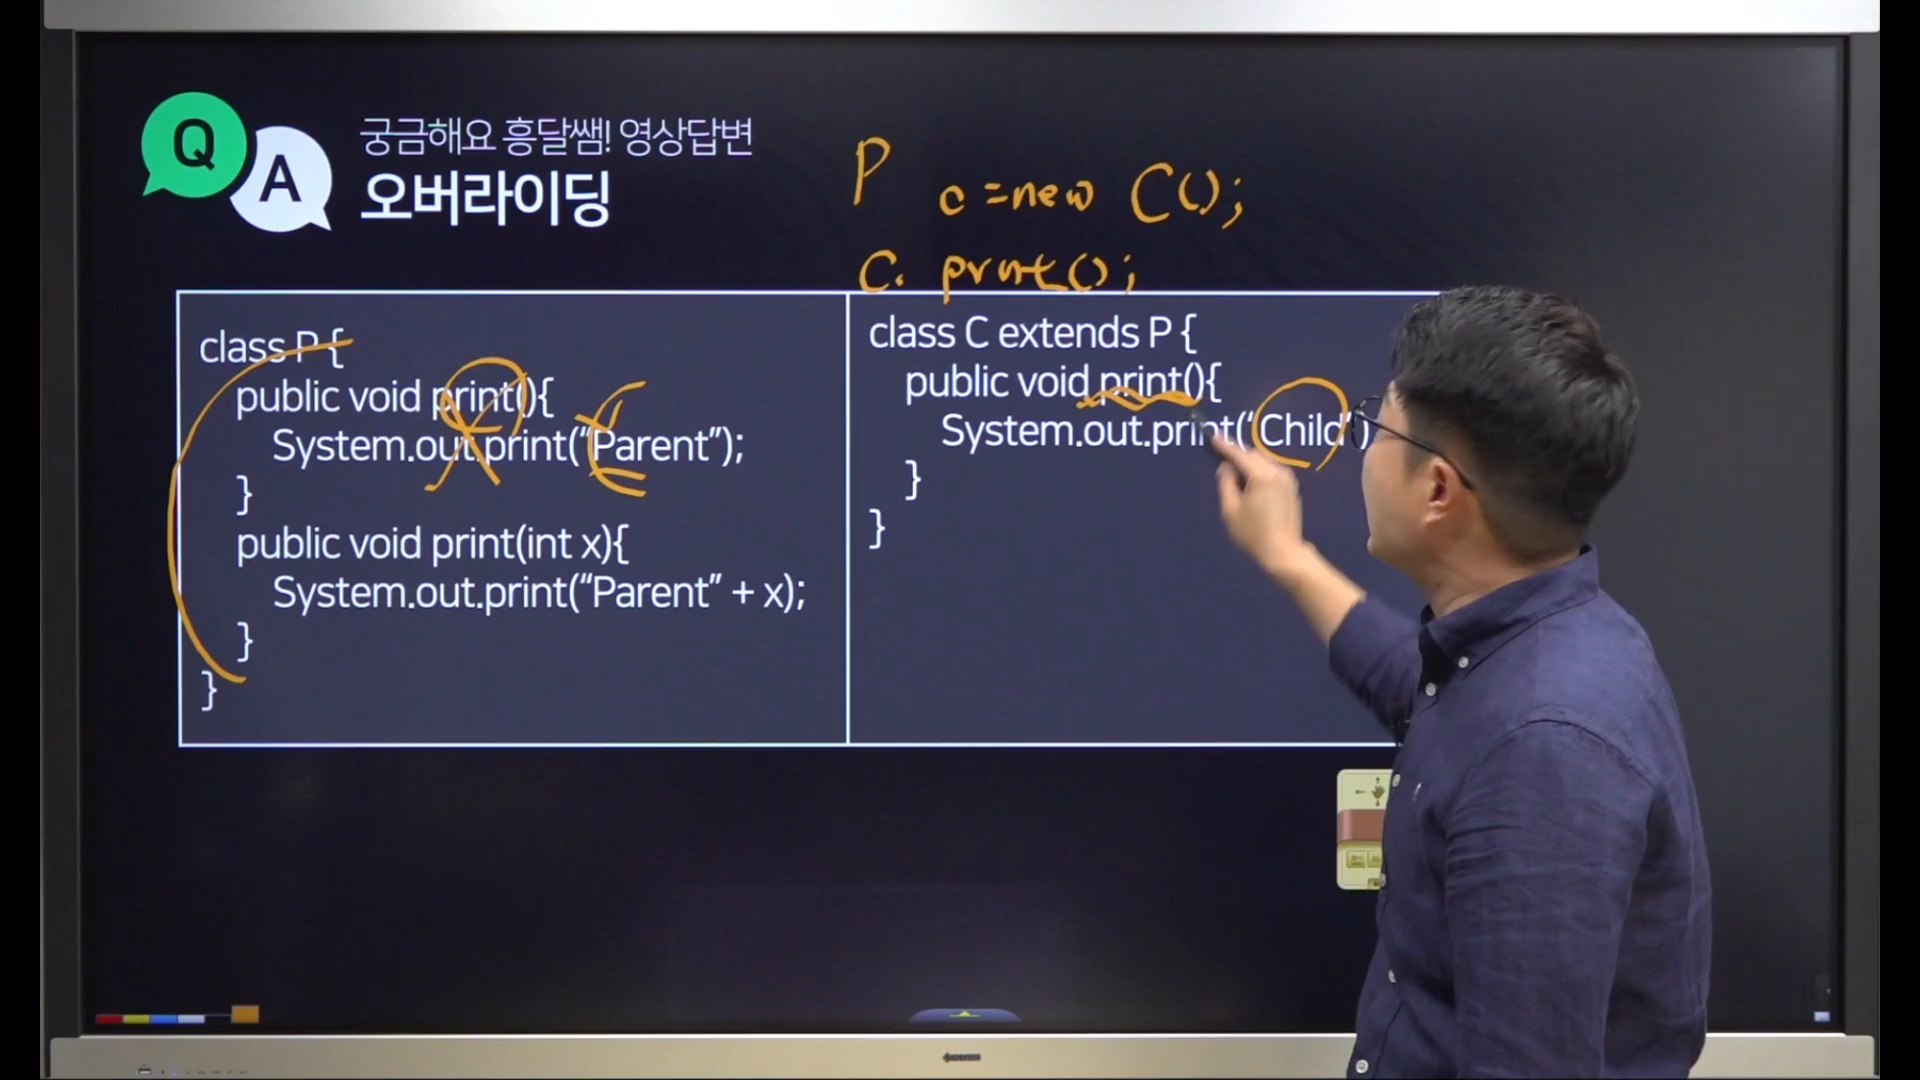 Q
A
궁금해요 흥달쌤! 영상답변
오버라이딩
P c = new C();
c. print();
class P {
public void print(){
System.out.print(“Parent”);
}
public void print(int x){
System.out.print(“Parent” + x);
}
}
class C extends P {
public void print(){
System.out.print(“Child”)
}
}